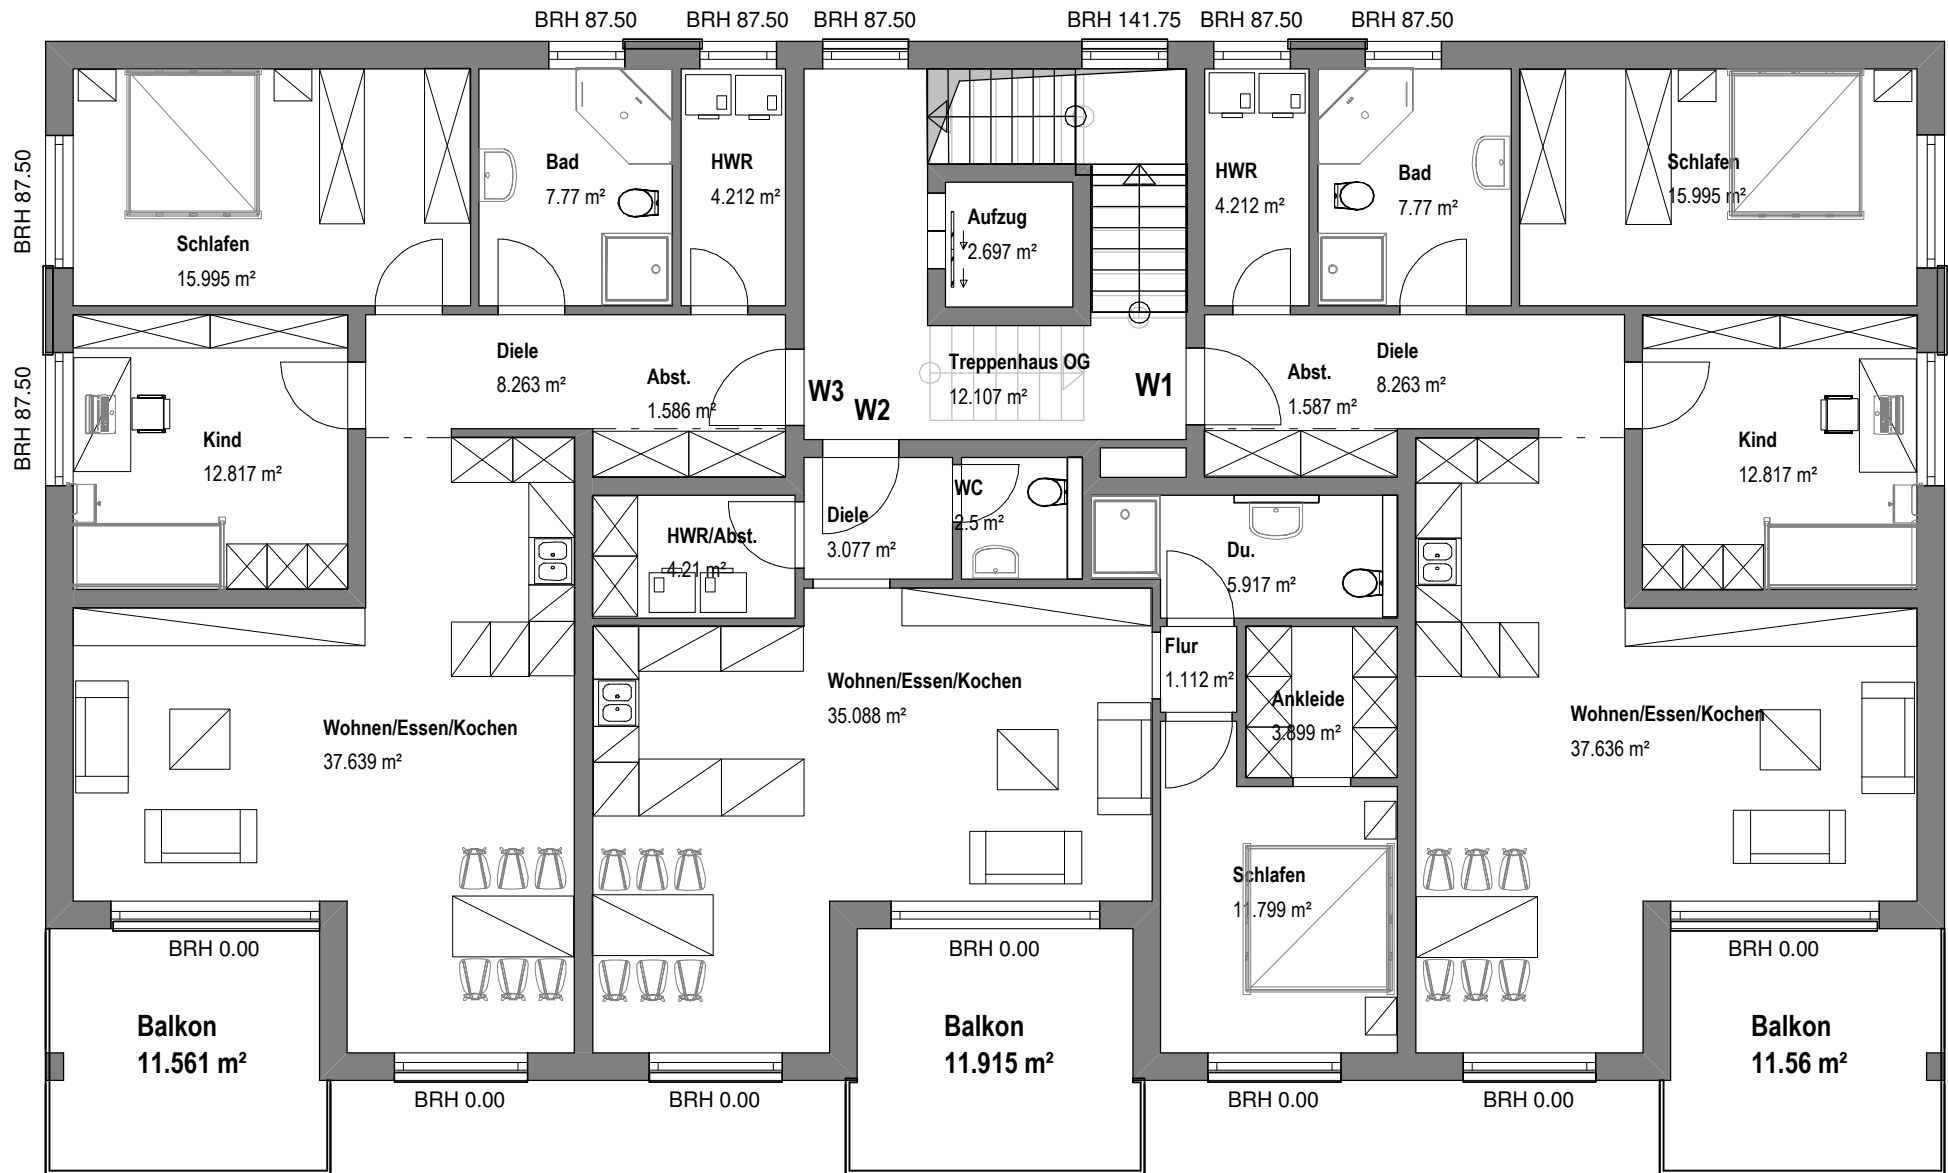 BRH 87.50
BRH 87.50
BRH 87.50
BRH 141.75
BRH 87.50
BRH 87.50
BRH 87.50
BRH 87.50
Schlafen
15.995 m²
Bad
7.77 m²
HWR
4.212 m²
Aufzug
2.697 m²
HWR
4.212 m²
Bad
7.77 m²
Schlafen
15.995 m²
Kind
12.817 m²
Diele
8.263 m²
Abst.
1.586 m²
W3
W2
Treppenhaus OG
12.107 m²
W1
Abst.
1.587 m²
Diele
8.263 m²
Kind
12.817 m²
HWR/Abst.
4.21 m²
Diele
3.077 m²
WC
2.5 m²
Du.
5.917 m²
Flur
1.112 m²
Ankleide
3.899 m²
Wohnen/Essen/Kochen
37.639 m²
Wohnen/Essen/Kochen
35.088 m²
Wohnen/Essen/Kochen
37.636 m²
Schlafen
11.799 m²
BRH 0.00
BRH 0.00
BRH 0.00
Balkon
11.561 m²
Balkon
11.915 m²
Balkon
11.56 m²
BRH 0.00
BRH 0.00
BRH 0.00
BRH 0.00